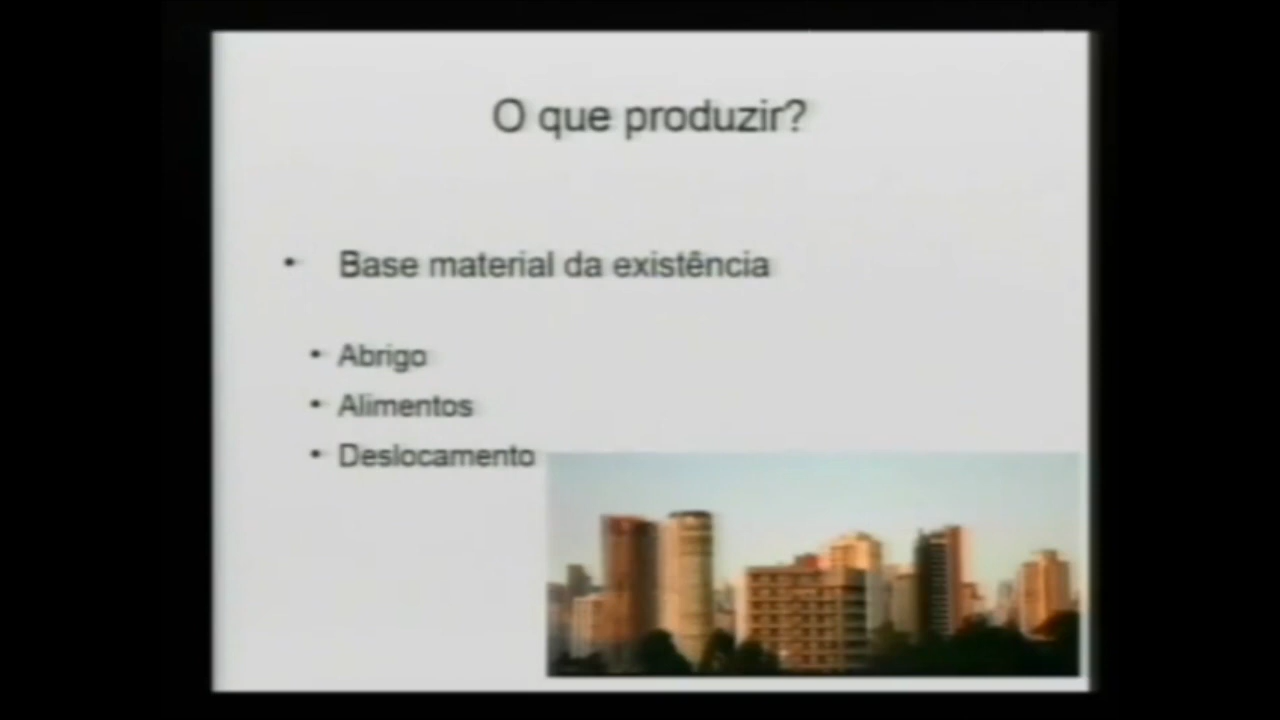 O que produzir?
• Base material da existência
• Abrigo
• Alimentos
• Deslocamento